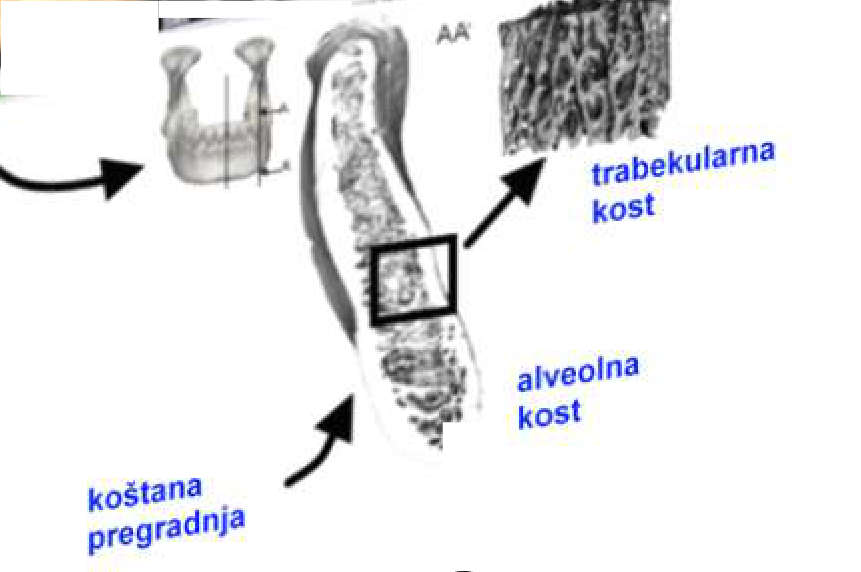 AA'
trabekularna
kost
alveolna
kost
koštana
pregradnja